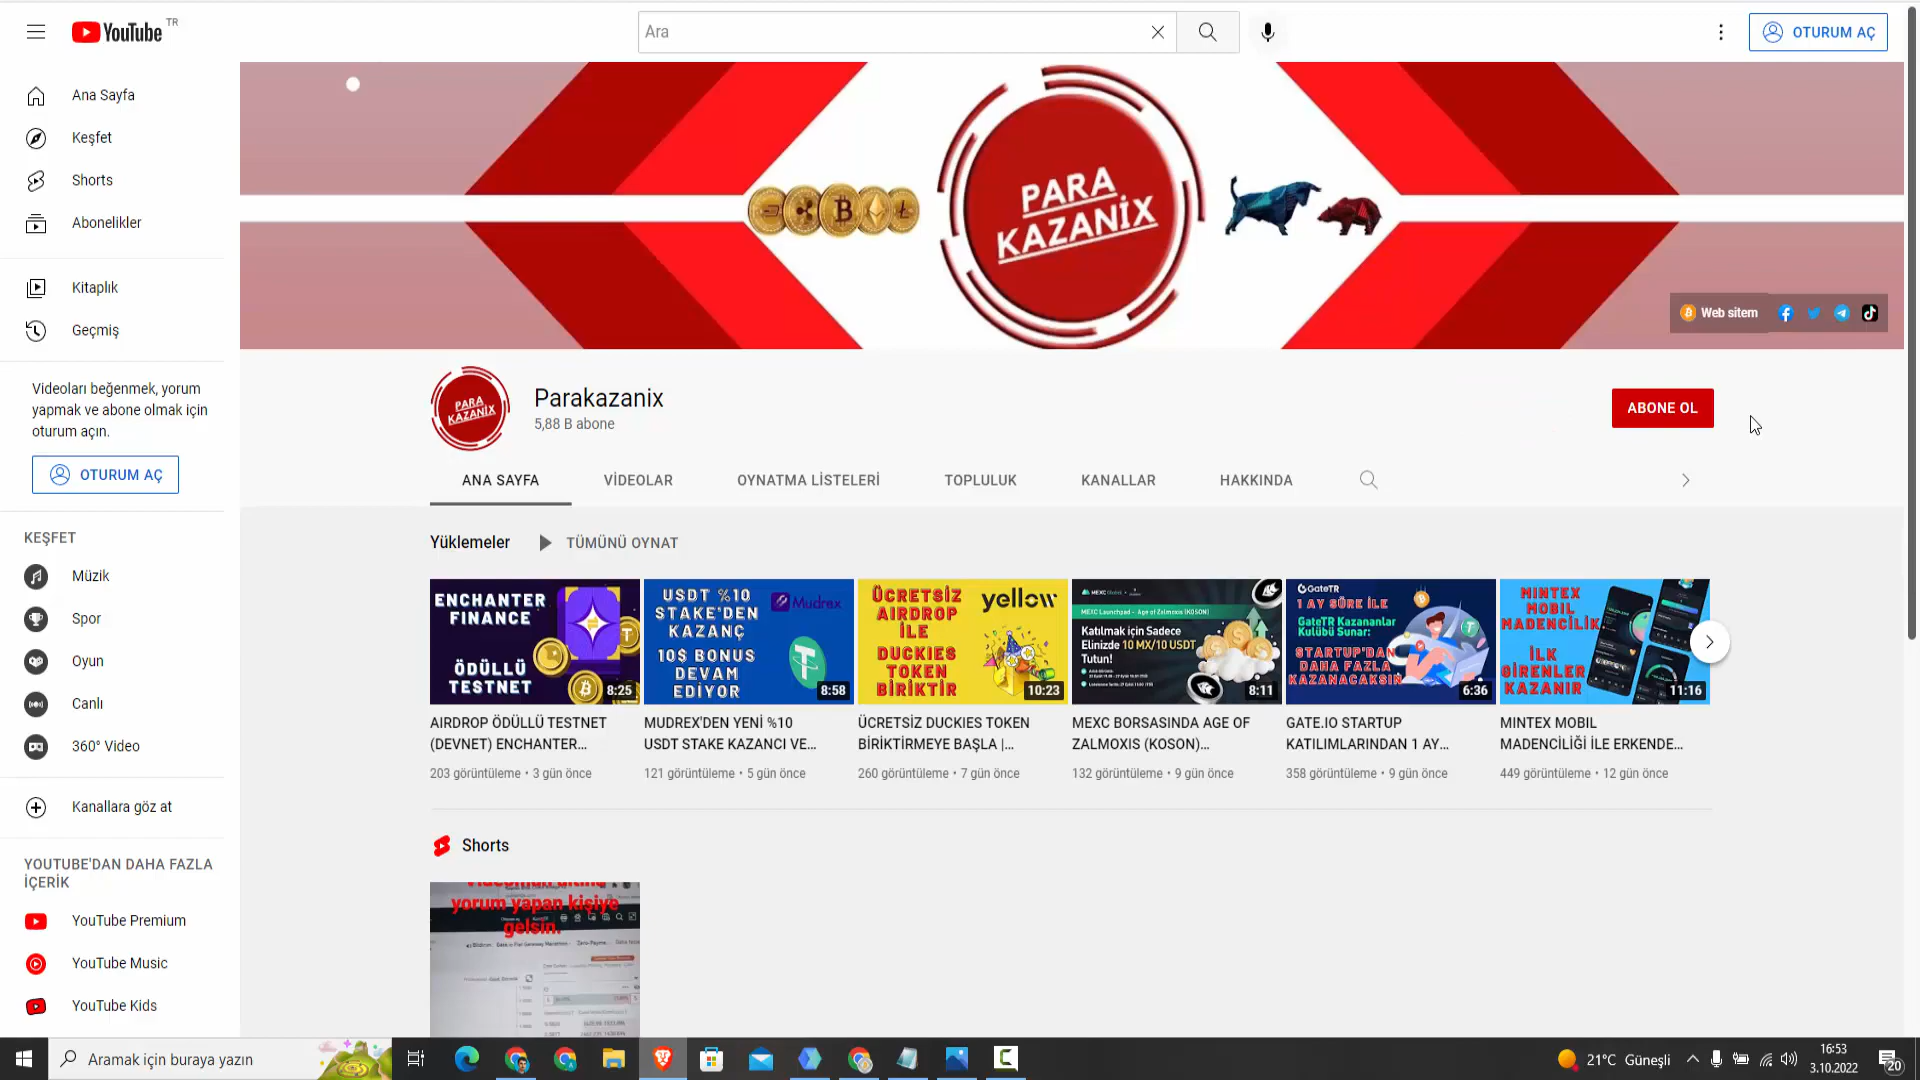 YouTube TR
Ara
OTURUM AÇ
Ana Sayfa
Keşfet
Shorts
Abonelikler
Kitaplık
Geçmiş
Videoları beğenmek, yorum
yapmak ve abone olmak için
oturum açın.
OTURUM AÇ
KEŞFET
Müzik
Spor
Oyun
Canlı
360° Video
Kanallara göz at
YOUTUBE'DAN DAHA FAZLA
İÇERİK
YouTube Premium
YouTube Music
YouTube Kids
PARA
KAZANİX
Web sitem
PARA
KAZANİX
Parakazanix
5,88 B abone
ABONE OL
ANA SAYFA
VİDEOLAR
OYNATMA LİSTELERİ
TOPLULUK
KANALLAR
HAKKINDA
Yüklemeler
TÜMÜNÜ OYNAT
ENCHANTER
FINANCE
ÖDÜLLÜ
TESTNET
8:25
AIRDROP ÖDÜLLÜ TESTNET
(DEVNET) ENCHANTER...
203 görüntüleme • 3 gün önce
USDT %10
STAKE'DEN
KAZANÇ
10$ BONUS
DEVAM
EDİYOR
Mudrex
8:58
MUDREX'DEN YENİ %10
USDT STAKE KAZANCI VE...
121 görüntüleme • 5 gün önce
ÜCRETSİZ
AIRDROP
İLE
DUCKIES
TOKEN
BİRİKTİR
yellow
10:23
ÜCRETSİZ DUCKIES TOKEN
BİRİKTİRMEYE BAŞLA |...
260 görüntüleme • 7 gün önce
MEXC Global
MEXC Launchpad - Age of Zalmoxis (KOSON)
Katılmak için Sadece
Elinizde 10 MX/10 USDT
Tutun!
8:11
MEXC BORSASINDA AGE OF
ZALMOXIS (KOSON)...
132 görüntüleme • 9 gün önce
GateTR
1 AY SÜRE İLE
GateTR Kazananlar
Kulübü Sunar:
STARTUP'DAN
DAHA FAZLA
KAZANACAKSIN
6:36
GATE.IO STARTUP
KATILIMLARINDAN 1 AY...
358 görüntüleme • 9 gün önce
MINTEX
MOBIL
MADENCİLİK
İLK
GİRENLER
KAZANIR
11:16
MINTEX MOBIL
MADENCİLİĞİ İLE ERKENDE...
449 görüntüleme • 12 gün önce
Shorts
yorum yapan kişiye
gelsin.
Aramak için buraya yazın
21°C Güneşli
16:53
3.10.2022
20